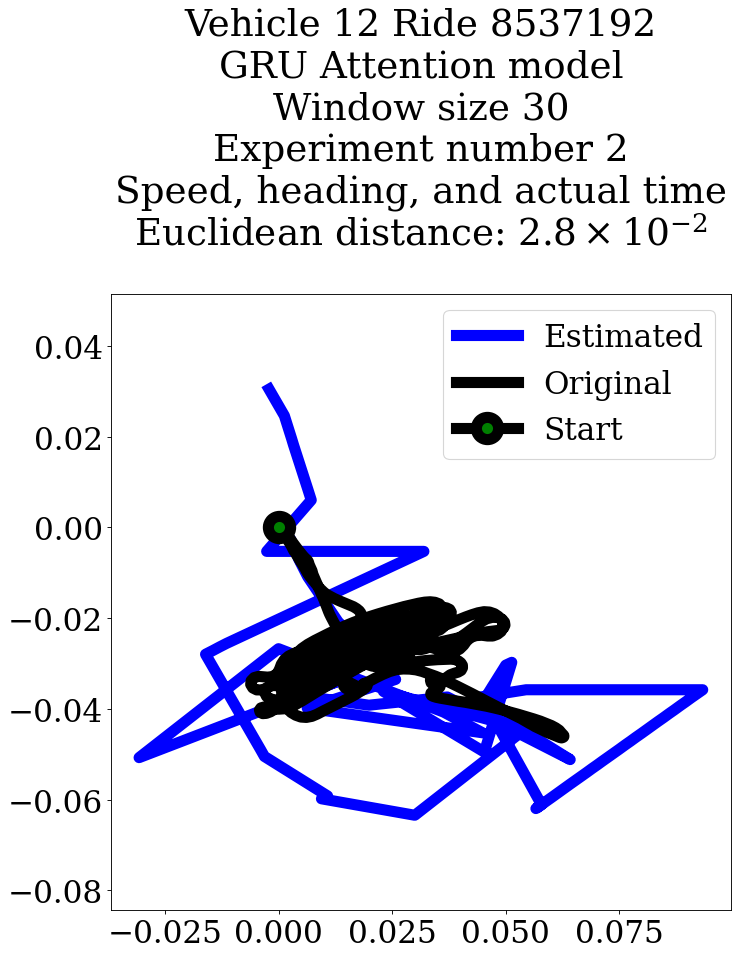 Vehicle 12 Ride 8537192
GRU Attention model
Window size 30
Experiment number 2
Speed, heading, and actual time
Euclidean distance: 2.8 × 10⁻²
Estimated
Original
Start
0.04
0.02
0.00
−0.02
−0.04
−0.06
−0.08
−0.025 0.000 0.025 0.050 0.075